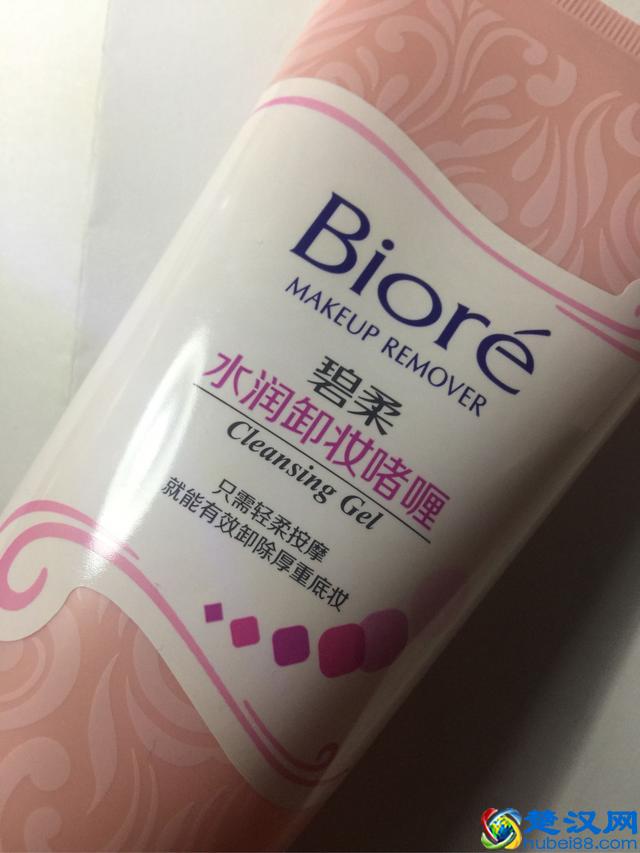 Bioré
MAKEUP REMOVER
碧柔
水润卸妆啫喱
Cleansing Gel
只需轻柔按摩
就能有效卸除厚重底妆
楚汉网
hubei88.com